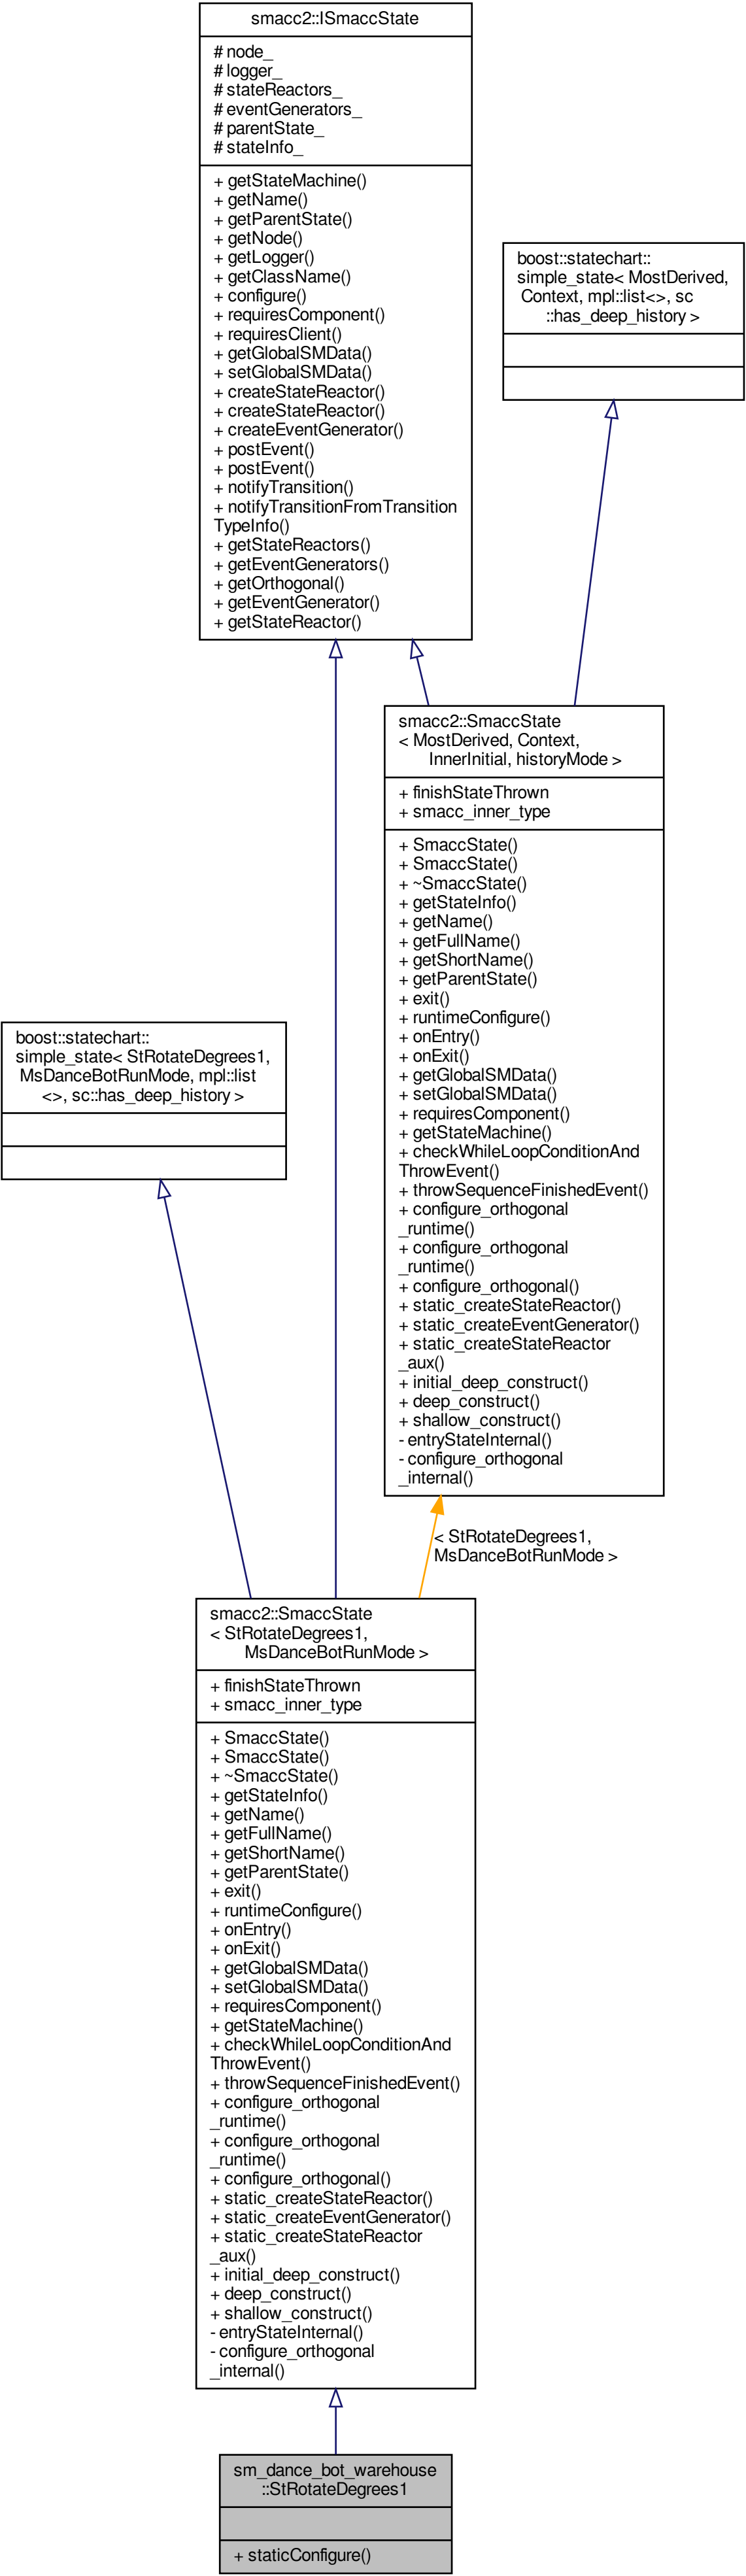 smacc2::ISmaccState
# node_
# logger_
# stateReactors_
# eventGenerators_
# parentState_
# stateInfo_
+ getStateMachine()
+ getName()
+ getParentState()
+ getNode()
+ getLogger()
+ getClassName()
+ configure()
+ requiresComponent()
+ requiresClient()
+ getGlobalSMData()
+ setGlobalSMData()
+ createStateReactor()
+ createStateReactor()
+ createEventGenerator()
+ postEvent()
+ postEvent()
+ notifyTransition()
+ notifyTransitionFromTransition
TypeInfo()
+ getStateReactors()
+ getEventGenerators()
+ getOrthogonal()
+ getEventGenerator()
+ getStateReactor()
boost::statechart::
simple_state< MostDerived,
Context, mpl::list<>, sc
::has_deep_history >
smacc2::SmaccState
< MostDerived, Context,
InnerInitial, historyMode >
+ finishStateThrown
+ smacc_inner_type
+ SmaccState()
+ SmaccState()
+ ~SmaccState()
+ getStateInfo()
+ getName()
+ getFullName()
+ getShortName()
+ getParentState()
+ exit()
+ runtimeConfigure()
+ onEntry()
+ onExit()
+ getGlobalSMData()
+ setGlobalSMData()
+ requiresComponent()
+ getStateMachine()
+ checkWhileLoopConditionAnd
ThrowEvent()
+ throwSequenceFinishedEvent()
+ configure_orthogonal
_runtime()
+ configure_orthogonal
_runtime()
+ configure_orthogonal()
+ static_createStateReactor()
+ static_createEventGenerator()
+ static_createStateReactor
_aux()
+ initial_deep_construct()
+ deep_construct()
+ shallow_construct()
- entryStateInternal()
- configure_orthogonal
_internal()
boost::statechart::
simple_state< StRotateDegrees1,
MsDanceBotRunMode, mpl::list
<>, sc::has_deep_history >
< StRotateDegrees1,
MsDanceBotRunMode >
smacc2::SmaccState
< StRotateDegrees1,
MsDanceBotRunMode >
+ finishStateThrown
+ smacc_inner_type
+ SmaccState()
+ SmaccState()
+ ~SmaccState()
+ getStateInfo()
+ getName()
+ getFullName()
+ getShortName()
+ getParentState()
+ exit()
+ runtimeConfigure()
+ onEntry()
+ onExit()
+ getGlobalSMData()
+ setGlobalSMData()
+ requiresComponent()
+ getStateMachine()
+ checkWhileLoopConditionAnd
ThrowEvent()
+ throwSequenceFinishedEvent()
+ configure_orthogonal
_runtime()
+ configure_orthogonal
_runtime()
+ configure_orthogonal()
+ static_createStateReactor()
+ static_createEventGenerator()
+ static_createStateReactor
_aux()
+ initial_deep_construct()
+ deep_construct()
+ shallow_construct()
- entryStateInternal()
- configure_orthogonal
_internal()
sm_dance_bot_warehouse
::StRotateDegrees1
+ staticConfigure()